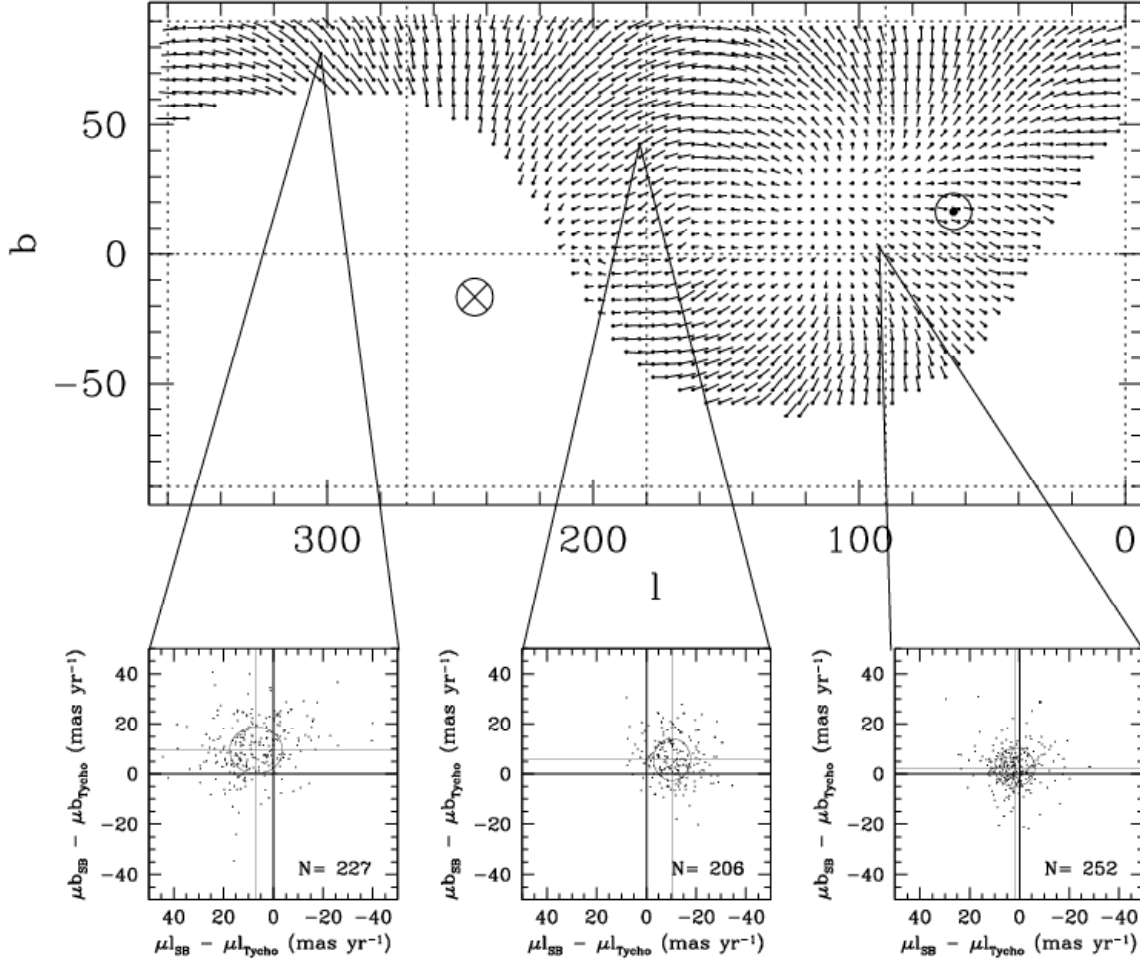 b
50
0
−50
300
200
100
0
l
μb_SB − μb_Tycho (mas yr⁻¹)
40
20
0
−20
−40
N= 227
40 20 0 −20 −40
μl_SB − μl_Tycho (mas yr⁻¹)
μb_SB − μb_Tycho (mas yr⁻¹)
40
20
0
−20
−40
N= 206
40 20 0 −20 −40
μl_SB − μl_Tycho (mas yr⁻¹)
μb_SB − μb_Tycho (mas yr⁻¹)
40
20
0
−20
−40
N= 252
40 20 0 −20 −40
μl_SB − μl_Tycho (mas yr⁻¹)